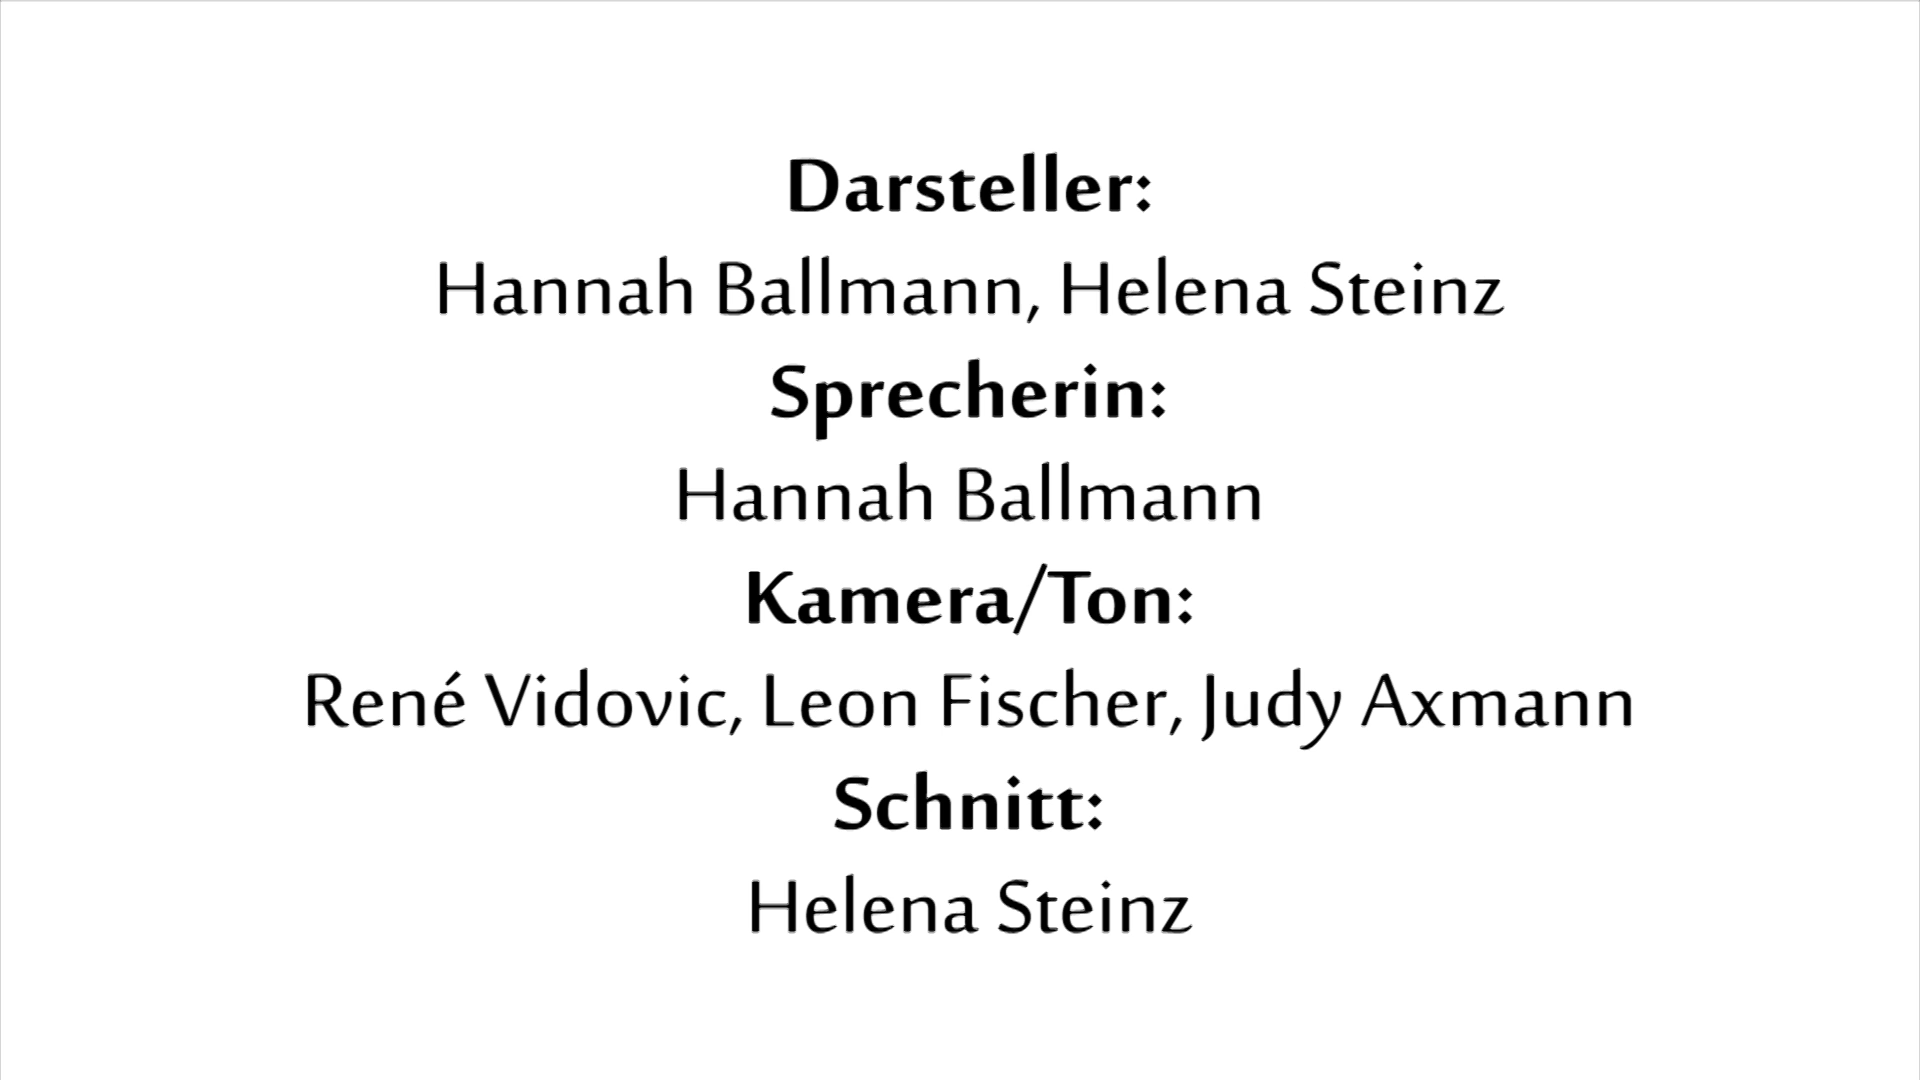 Darsteller:
Hannah Ballmann, Helena Steinz
Sprecherin:
Hannah Ballmann
Kamera/Ton:
René Vidovic, Leon Fischer, Judy Axmann
Schnitt:
Helena Steinz